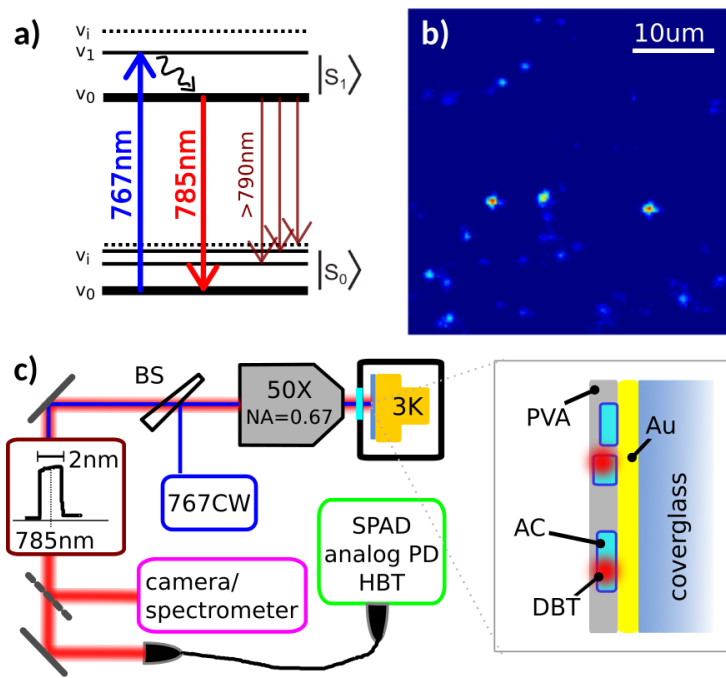 a)
v_i
v_1
|S_1⟩
v_0
767nm
785nm
>790nm
v_i
|S_0⟩
v_0
b)
10um
c)
BS
50X
NA=0.67
3K
2nm
785nm
767CW
SPAD
analog PD
HBT
camera/
spectrometer
PVA
Au
AC
DBT
coverglass